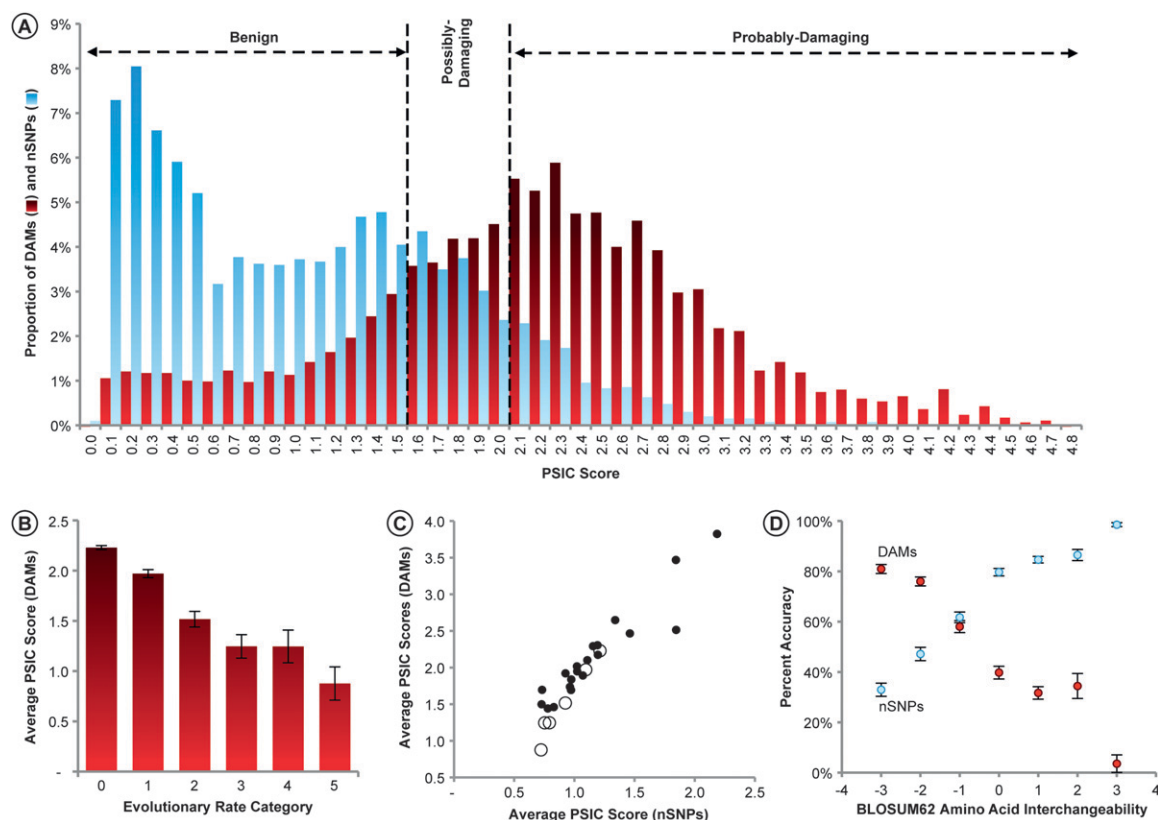 A
9%
8%
7%
6%
5%
4%
3%
2%
1%
0%
Proportion of DAMs ( ) and nSNPs ( )
Benign
Possibly-
Damaging
Probably-Damaging
0.0 0.1 0.2 0.3 0.4 0.5 0.6 0.7 0.8 0.9 1.0 1.1 1.2 1.3 1.4 1.5 1.6 1.7 1.8 1.9 2.0 2.1 2.2 2.3 2.4 2.5 2.6 2.7 2.8 2.9 3.0 3.1 3.2 3.3 3.4 3.5 3.6 3.7 3.8 3.9 4.0 4.1 4.2 4.3 4.4 4.5 4.6 4.7 4.8
PSIC Score
B
2.5
2.0
1.5
1.0
0.5
-
Average PSIC Score (DAMs)
0 1 2 3 4 5
Evolutionary Rate Category
C
4.0
3.5
3.0
2.5
2.0
1.5
1.0
0.5
Average PSIC Scores (DAMs)
- 0.5 1.0 1.5 2.0 2.5
Average PSIC Score (nSNPs)
D
100%
80%
60%
40%
20%
0%
Percent Accuracy
DAMs
nSNPs
-4 -3 -2 -1 0 1 2 3 4
BLOSUM62 Amino Acid Interchangeability